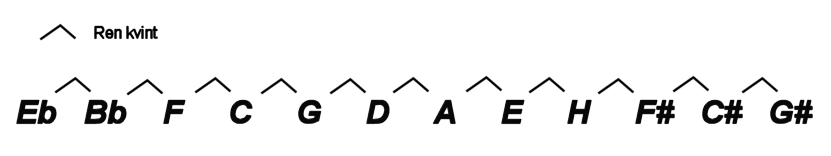 Ren kvint
Eb Bb F C G D A E H F# C# G#